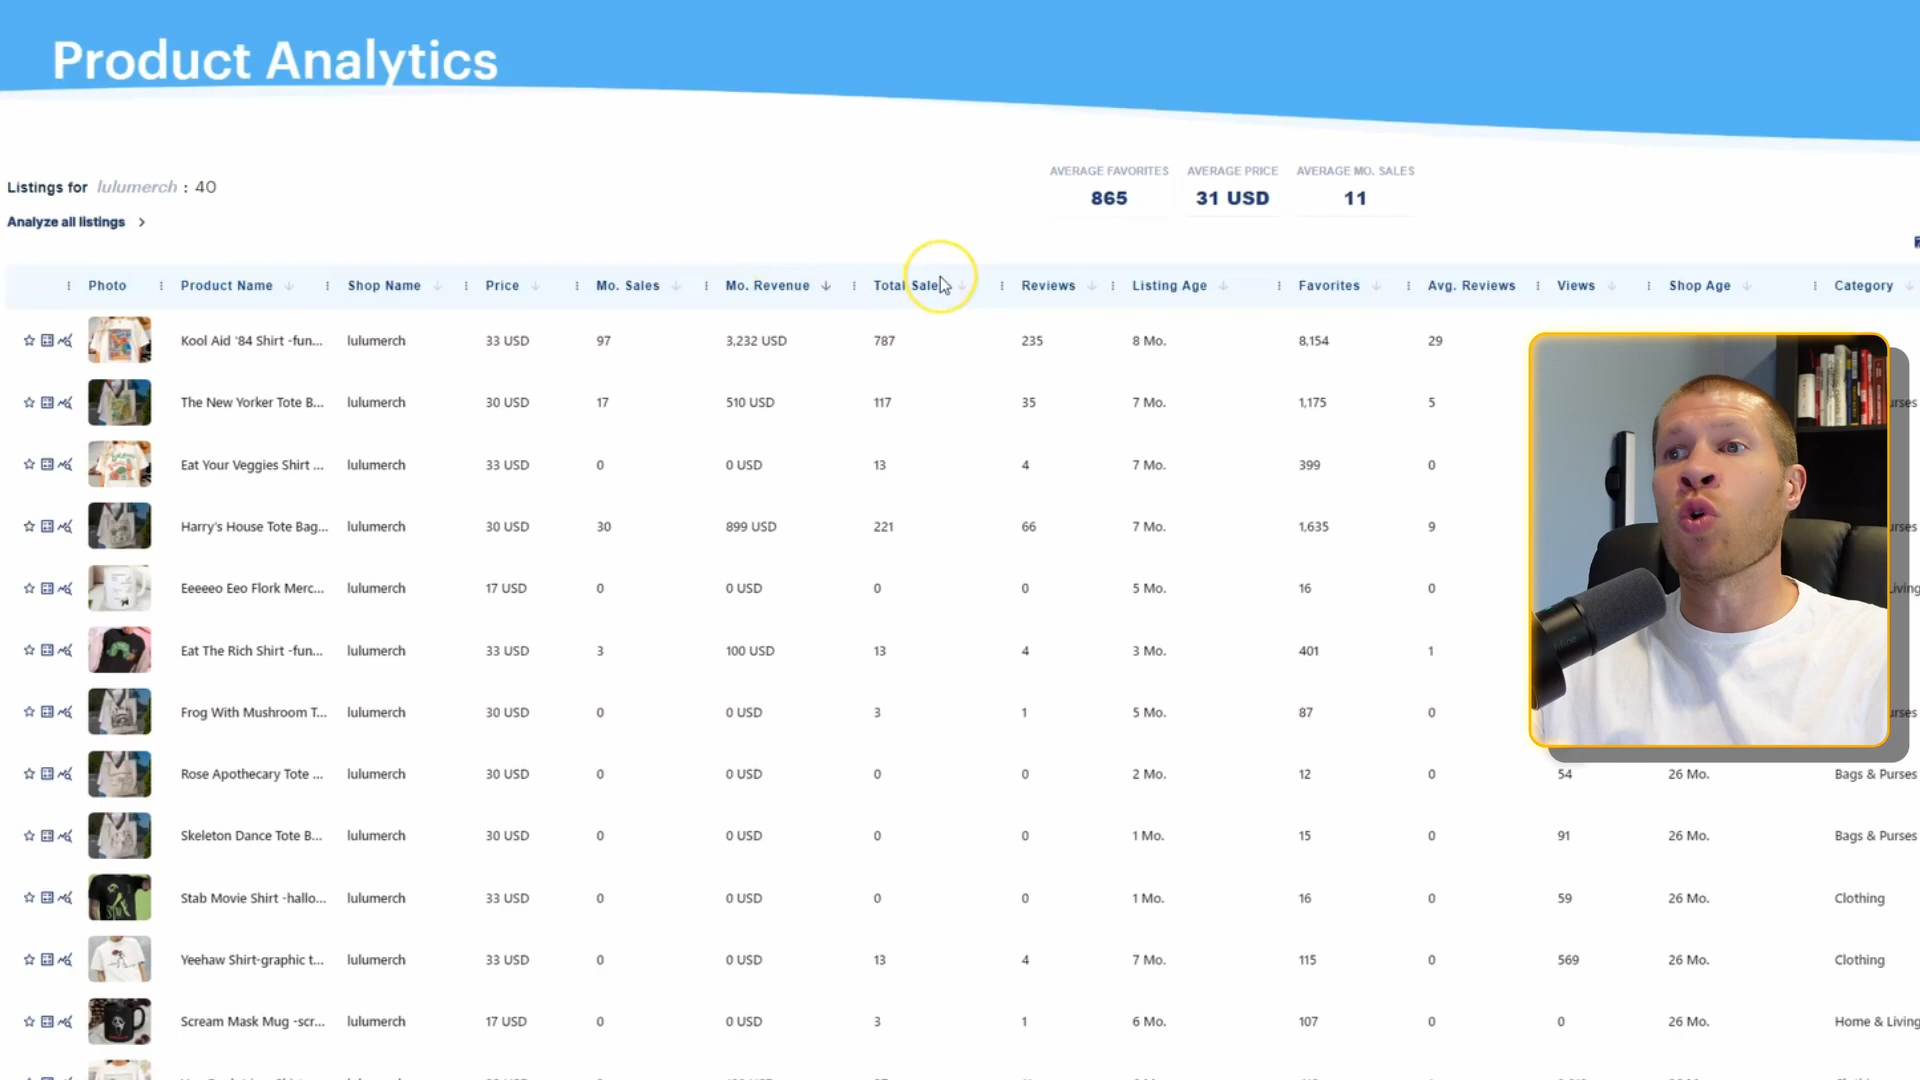 Product Analytics
Listings for lulumerch : 40
AVERAGE FAVORITES AVERAGE PRICE AVERAGE MO. SALES
865 31 USD 11
Analyze all listings
Photo Product Name Shop Name Price Mo. Sales Mo. Revenue Total Sale Reviews Listing Age Favorites Avg. Reviews Views Shop Age Category
Kool Aid '84 Shirt -fun... lulumerch 33 USD 97 3,232 USD 787 235 8 Mo. 8,154 29
The New Yorker Tote B... lulumerch 30 USD 17 510 USD 117 35 7 Mo. 1,175 5 urses
Eat Your Veggies Shirt ... lulumerch 33 USD 0 0 USD 13 4 7 Mo. 399 0
Harry's House Tote Bag... lulumerch 30 USD 30 899 USD 221 66 7 Mo. 1,635 9 urses
Eeeeeo Eeo Flork Merc... lulumerch 17 USD 0 0 USD 0 0 5 Mo. 16 0 Living
Eat The Rich Shirt -fun... lulumerch 33 USD 3 100 USD 13 4 3 Mo. 401 1
Frog With Mushroom T... lulumerch 30 USD 0 0 USD 3 1 5 Mo. 87 0 urses
Rose Apothecary Tote ... lulumerch 30 USD 0 0 USD 0 0 2 Mo. 12 0 54 26 Mo. Bags & Purses
Skeleton Dance Tote B... lulumerch 30 USD 0 0 USD 0 0 1 Mo. 15 0 91 26 Mo. Bags & Purses
Stab Movie Shirt -hallo... lulumerch 33 USD 0 0 USD 0 0 1 Mo. 16 0 59 26 Mo. Clothing
Yeehaw Shirt-graphic t... lulumerch 33 USD 0 0 USD 13 4 7 Mo. 115 0 569 26 Mo. Clothing
Scream Mask Mug -scr... lulumerch 17 USD 0 0 USD 3 1 6 Mo. 107 0 0 26 Mo. Home & Living